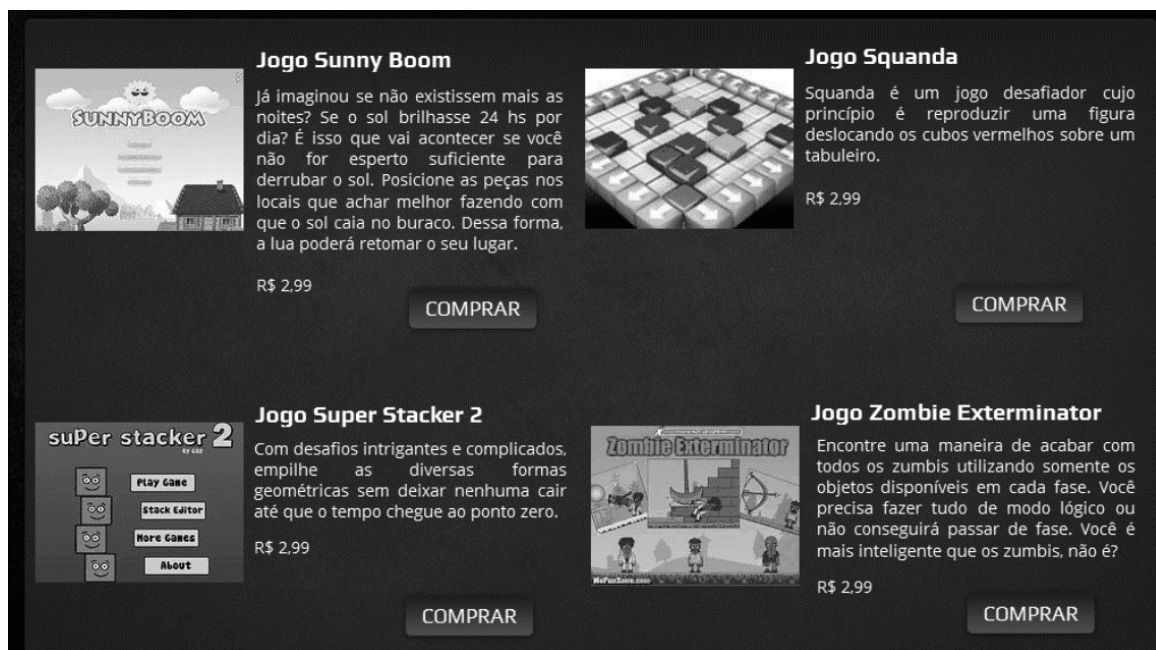 Jogo Sunny Boom
SUNNYBOOM
Já imaginou se não existissem mais as
noites? Se o sol brilhasse 24 hs por
dia? É isso que vai acontecer se você
não for esperto suficiente para
derrubar o sol. Posicione as peças nos
locais que achar melhor fazendo com
que o sol caia no buraco. Dessa forma,
a lua poderá retomar o seu lugar.
R$ 2,99
COMPRAR
Jogo Squanda
Squanda é um jogo desafiador cujo
princípio é reproduzir uma figura
deslocando os cubos vermelhos sobre um
tabuleiro.
R$ 2,99
COMPRAR
Jogo Super Stacker 2
suPer stacker 2
Play Game
Stack Editor
More Games
About
Com desafios intrigantes e complicados,
empilhe as diversas formas
geométricas sem deixar nenhuma cair
até que o tempo chegue ao ponto zero.
R$ 2,99
COMPRAR
Jogo Zombie Exterminator
Zombie Exterminator
MoFunZone.com
Encontre uma maneira de acabar com
todos os zumbis utilizando somente os
objetos disponíveis em cada fase. Você
precisa fazer tudo de modo lógico ou
não conseguirá passar de fase. Você é
mais inteligente que os zumbis, não é?
R$ 2,99
COMPRAR